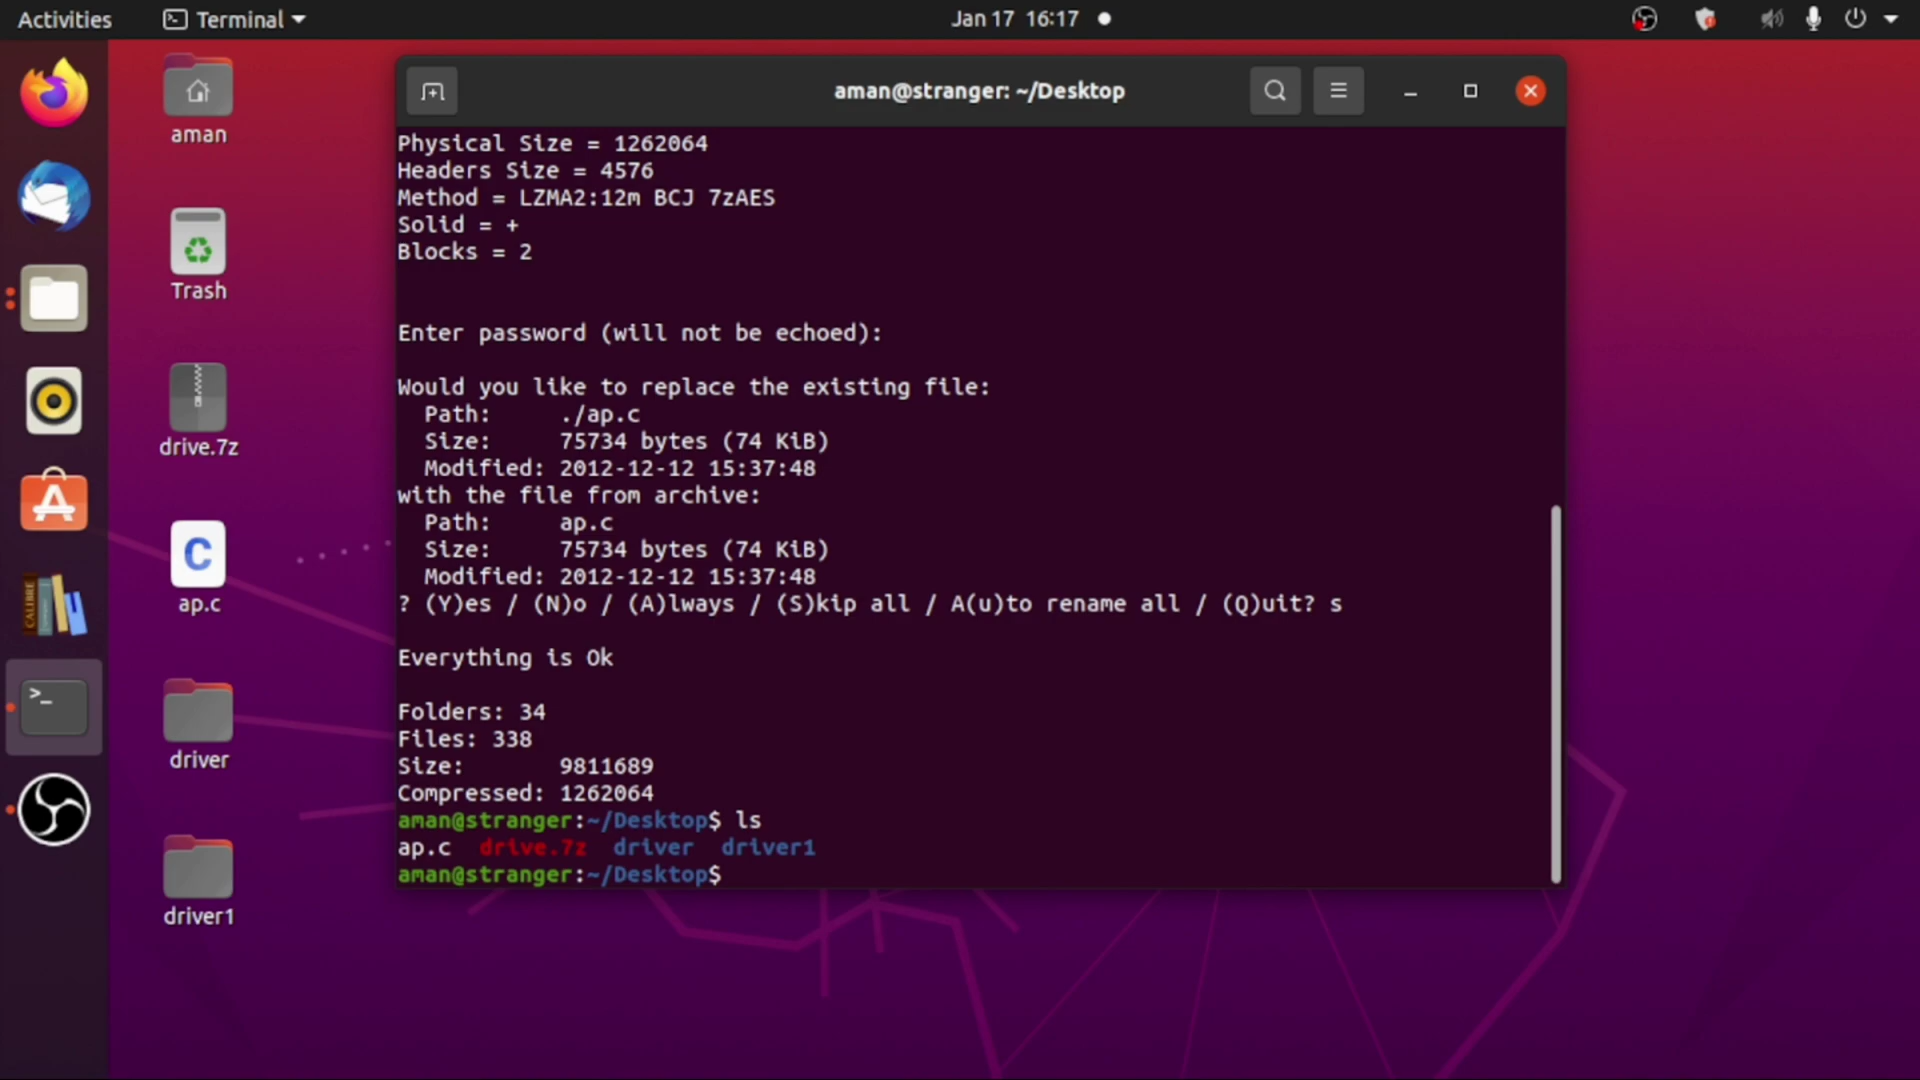 Activities
Terminal
Jan 17 16:17
aman
Trash
drive.7z
ap.c
driver
driver1
aman@stranger: ~/Desktop
Physical Size = 1262064
Headers Size = 4576
Method = LZMA2:12m BCJ 7zAES
Solid = +
Blocks = 2
Enter password (will not be echoed):
Would you like to replace the existing file:
Path: ./ap.c
Size: 75734 bytes (74 KiB)
Modified: 2012-12-12 15:37:48
with the file from archive:
Path: ap.c
Size: 75734 bytes (74 KiB)
Modified: 2012-12-12 15:37:48
? (Y)es / (N)o / (A)lways / (S)kip all / A(u)to rename all / (Q)uit? s
Everything is Ok
Folders: 34
Files: 338
Size: 9811689
Compressed: 1262064
aman@stranger:~/Desktop$ ls
ap.c drive.7z driver driver1
aman@stranger:~/Desktop$